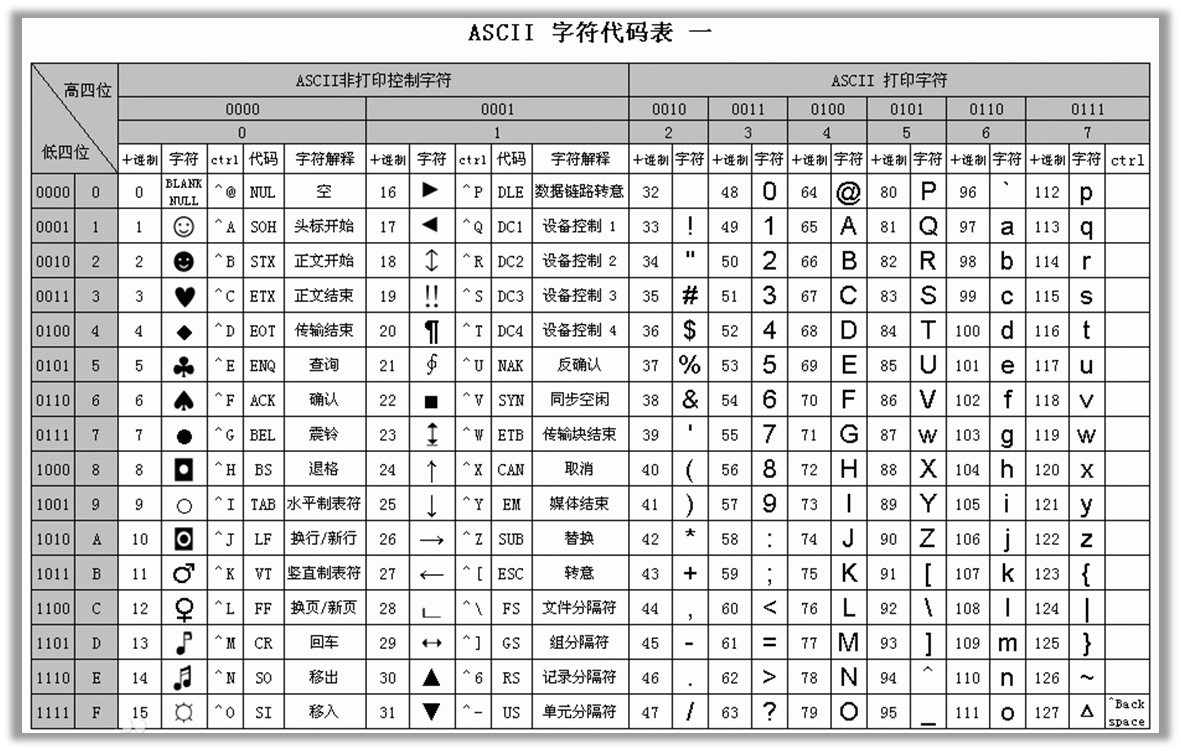 ASCII 字符代码表 一
高四位 ASCII非打印控制字符 ASCII 打印字符
0000 0001 0010 0011 0100 0101 0110 0111
低四位 0 1 2 3 4 5 6 7
十进制 字符 ctrl 代码 字符解释 十进制 字符 ctrl 代码 字符解释 十进制 字符 十进制 字符 十进制 字符 十进制 字符 十进制 字符 十进制 字符 ctrl
0000 0 0 BLANK NULL ^@ NUL 空 16 ► ^P DLE 数据链路转意 32 48 0 64 @ 80 P 96 ` 112 p
0001 1 1 ☺ ^A SOH 头标开始 17 ◄ ^Q DC1 设备控制 1 33 ! 49 1 65 A 81 Q 97 a 113 q
0010 2 2 ☻ ^B STX 正文开始 18 ↕ ^R DC2 设备控制 2 34 " 50 2 66 B 82 R 98 b 114 r
0011 3 3 ♥ ^C ETX 正文结束 19 ‼ ^S DC3 设备控制 3 35 # 51 3 67 C 83 S 99 c 115 s
0100 4 4 ♦ ^D EOT 传输结束 20 ¶ ^T DC4 设备控制 4 36 $ 52 4 68 D 84 T 100 d 116 t
0101 5 5 ♣ ^E ENQ 查询 21 ∮ ^U NAK 反确认 37 % 53 5 69 E 85 U 101 e 117 u
0110 6 6 ♠ ^F ACK 确认 22 ■ ^V SYN 同步空闲 38 & 54 6 70 F 86 V 102 f 118 v
0111 7 7 ● ^G BEL 震铃 23 ↨ ^W ETB 传输块结束 39 ' 55 7 71 G 87 w 103 g 119 w
1000 8 8 ◘ ^H BS 退格 24 ↑ ^X CAN 取消 40 ( 56 8 72 H 88 X 104 h 120 x
1001 9 9 ○ ^I TAB 水平制表符 25 ↓ ^Y EM 媒体结束 41 ) 57 9 73 I 89 Y 105 i 121 y
1010 A 10 ◙ ^J LF 换行/新行 26 → ^Z SUB 替换 42 * 58 : 74 J 90 Z 106 j 122 z
1011 B 11 ♂ ^K VT 竖直制表符 27 ← ^[ ESC 转意 43 + 59 ; 75 K 91 [ 107 k 123 {
1100 C 12 ♀ ^L FF 换页/新页 28 ∟ ^\ FS 文件分隔符 44 , 60 < 76 L 92 \ 108 l 124 |
1101 D 13 ♪ ^M CR 回车 29 ↔ ^] GS 组分隔符 45 - 61 = 77 M 93 ] 109 m 125 }
1110 E 14 ♫ ^N SO 移出 30 ▲ ^6 RS 记录分隔符 46 . 62 > 78 N 94 ^ 110 n 126 ~
1111 F 15 ☼ ^O SI 移入 31 ▼ ^- US 单元分隔符 47 / 63 ? 79 O 95 _ 111 o 127 Δ ^Back space